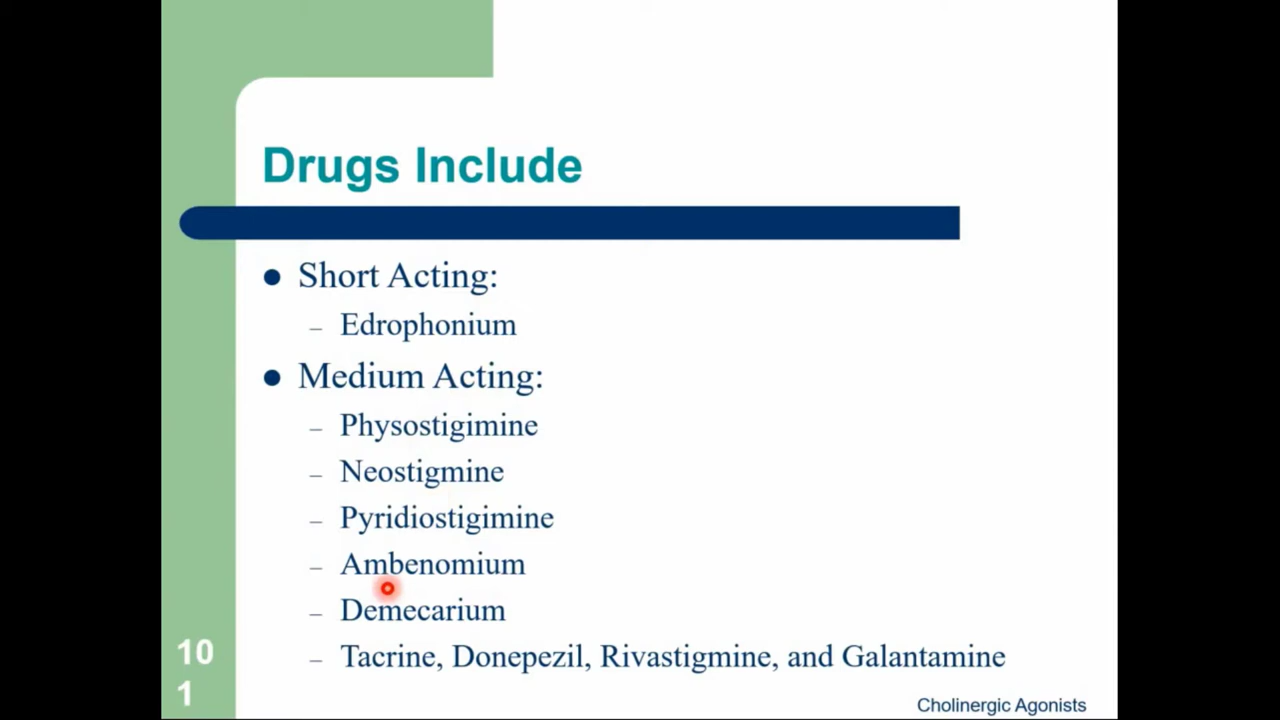 Drugs Include
● Short Acting:
– Edrophonium
● Medium Acting:
– Physostigimine
– Neostigmine
– Pyridiostigimine
– Ambenomium
– Demecarium
– Tacrine, Donepezil, Rivastigmine, and Galantamine
10
1
Cholinergic Agonists